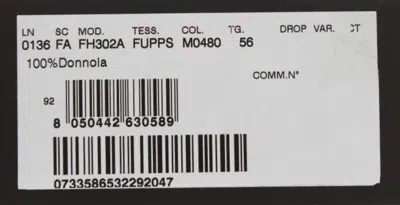 LN SC MOD. TESS. COL. TG. DROP VAR. CT
0136 FA FH302A FUPPS M0480 56
100%Donnola
COMM.N°
92
8 050442 630589
0733586532292047